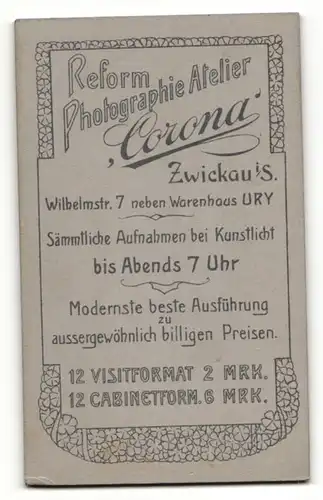 Reform
Photographie Atelier
„Corona“
Zwickau i/S.
Wilhelmstr. 7 neben Warenhaus URY
Sämmtliche Aufnahmen bei Kunstlicht
bis Abends 7 Uhr
Modernste beste Ausführung
zu
aussergewöhnlich billigen Preisen.
12 VISITFORMAT 2 MRK.
12 CABINETFORM. 6 MRK.